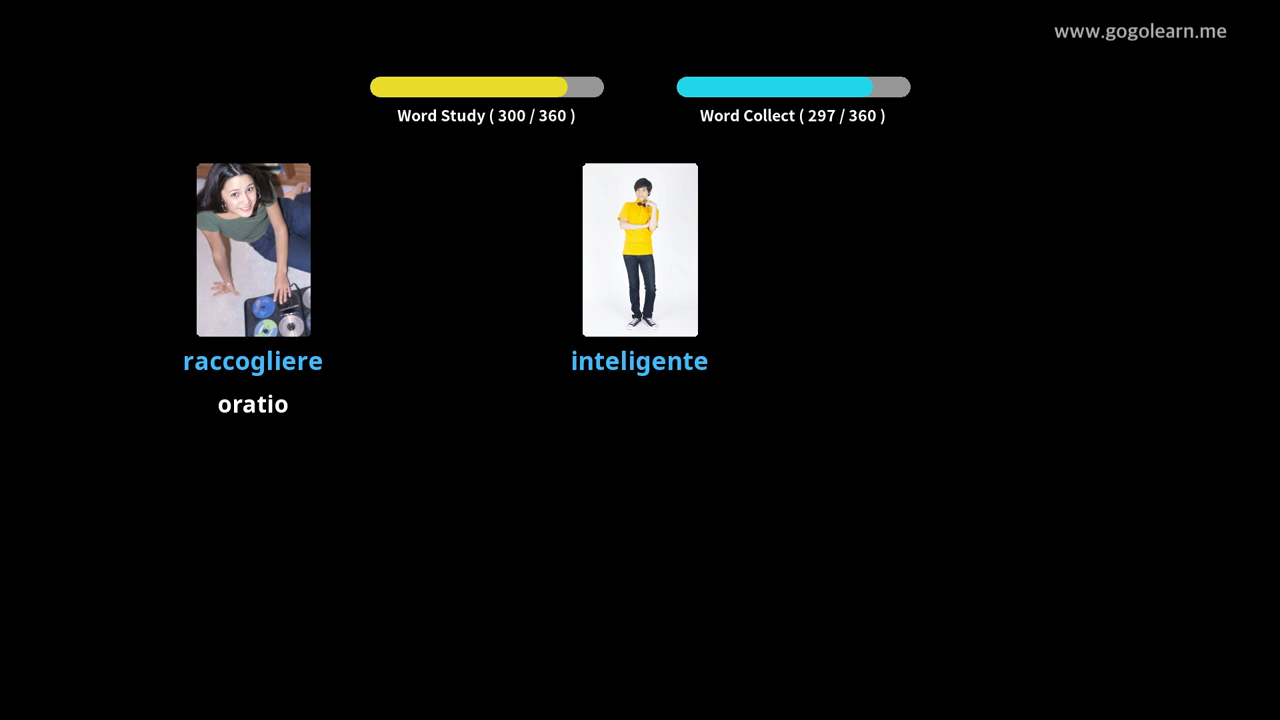 www.gogolearn.me
Word Study ( 300 / 360 )
Word Collect ( 297 / 360 )
raccogliere
inteligente
oratio